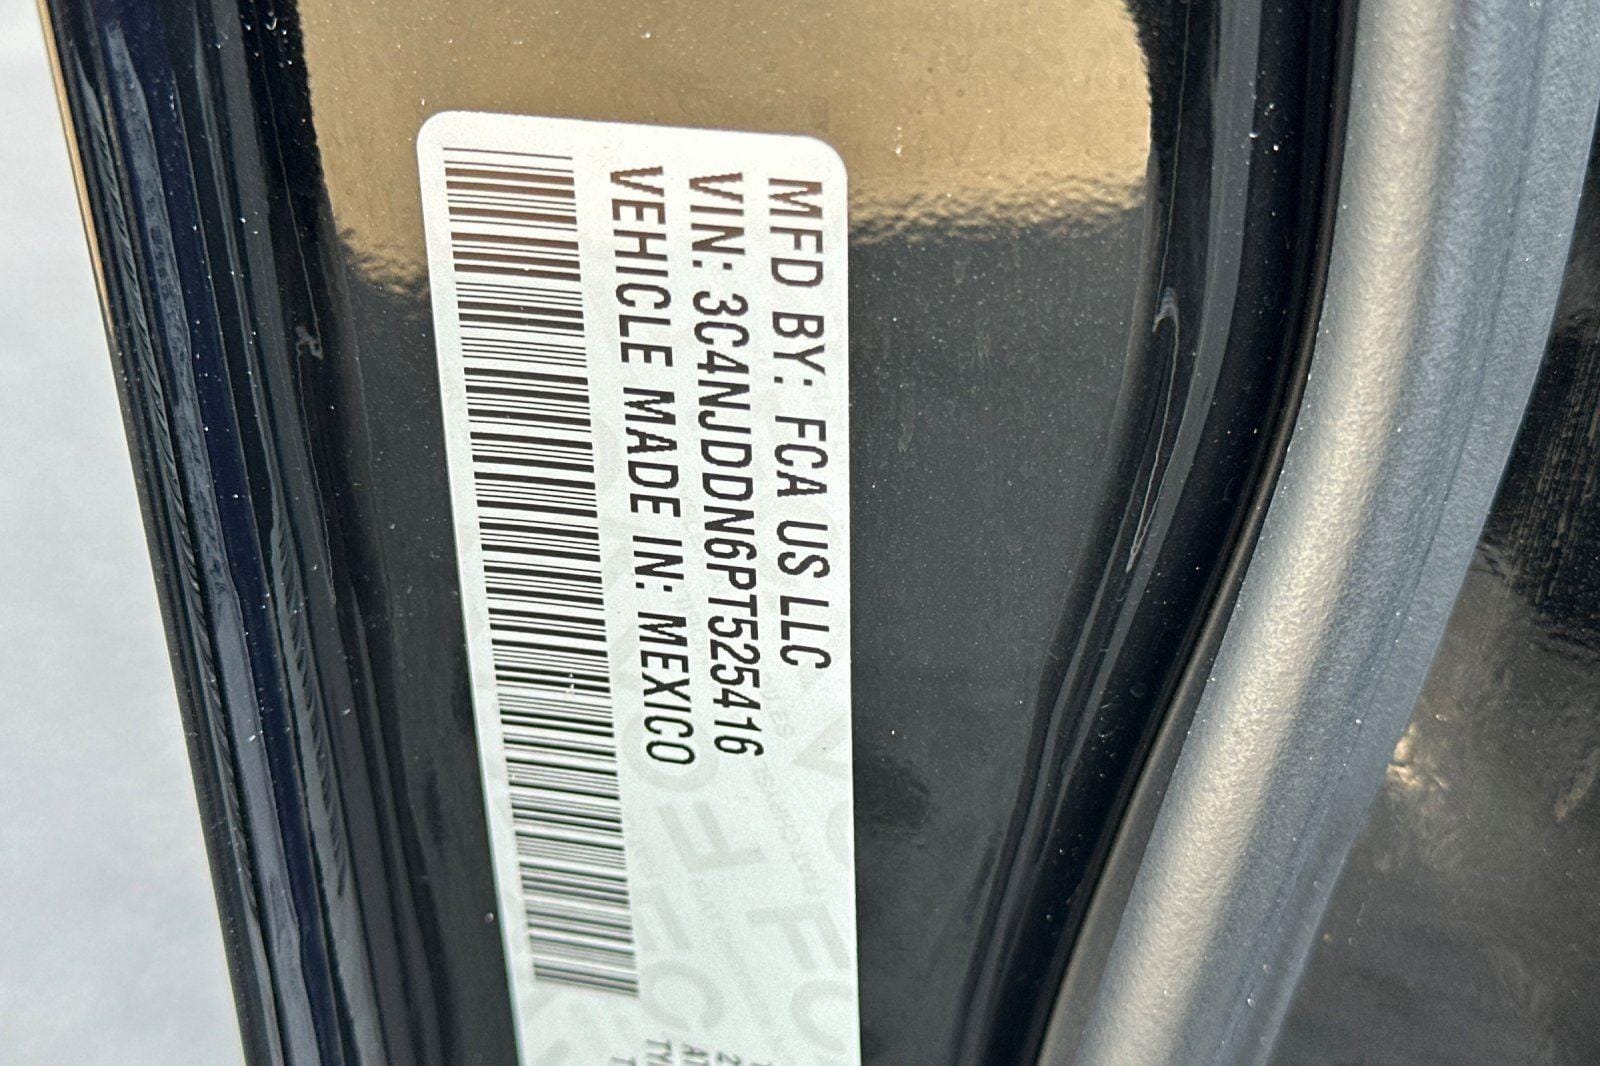 MFD BY: FCA US LLC
VIN: 3C4NJDDN6PT525416
VEHICLE MADE IN: MEXICO